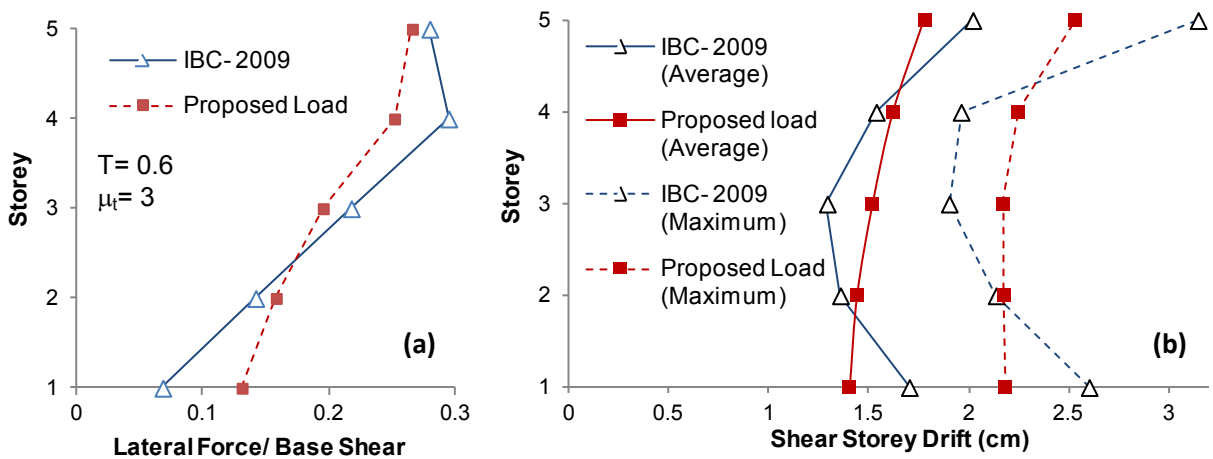 5
4
3
2
1
Storey
IBC- 2009
Proposed Load
T= 0.6
μt= 3
(a)
0
0.1
0.2
0.3
Lateral Force/ Base Shear
5
4
3
2
1
Storey
IBC- 2009
(Average)
Proposed load
(Average)
IBC- 2009
(Maximum)
Proposed Load
(Maximum)
(b)
0
0
1
1.5
2
2.5
3
Shear Storey Drift (cm)